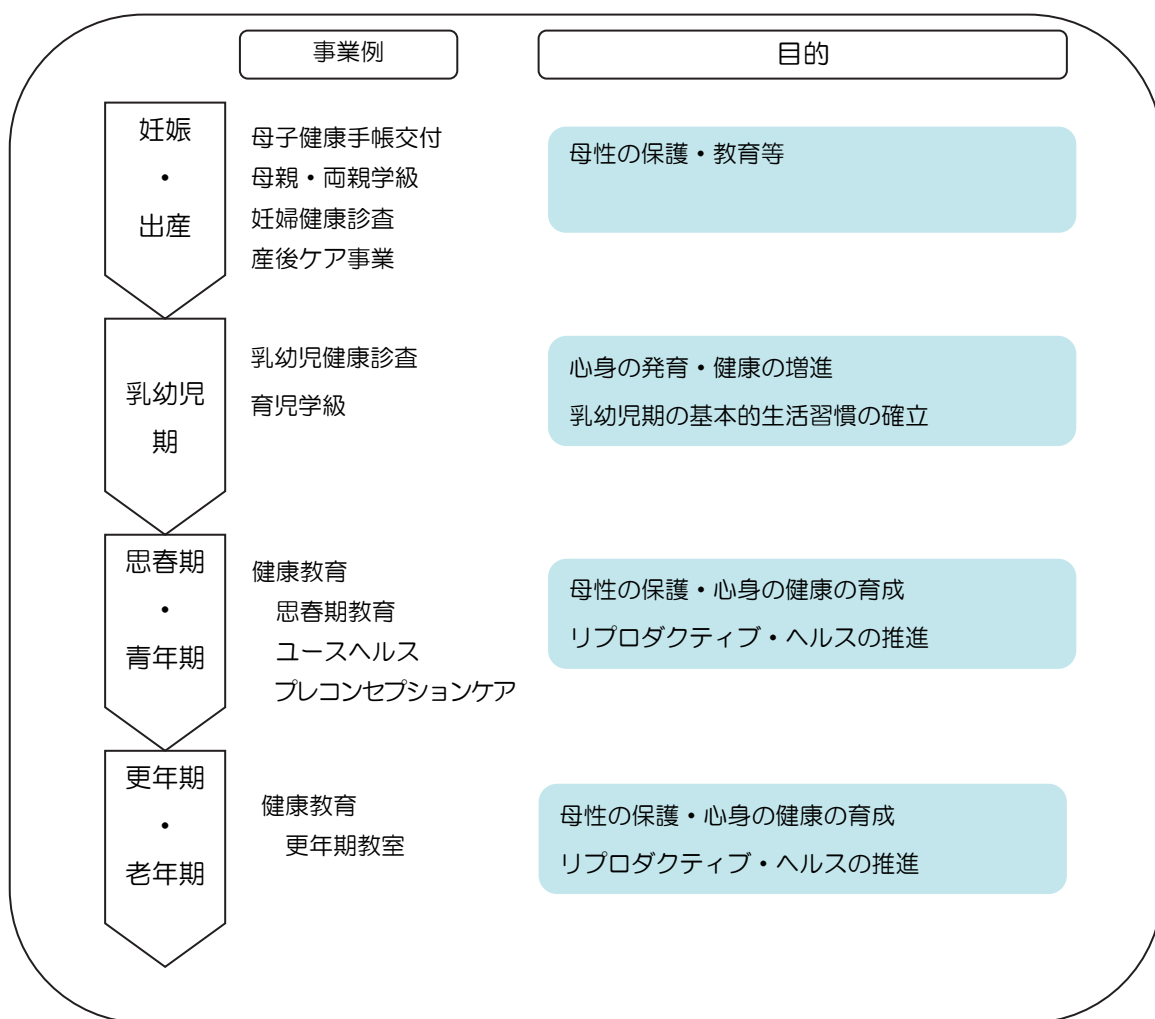 事業例
目的
妊娠
・
出産
母子健康手帳交付
母親・両親学級
妊婦健康診査
産後ケア事業
母性の保護・教育等
乳幼児
期
乳幼児健康診査
育児学級
心身の発育・健康の増進
乳幼児期の基本的生活習慣の確立
思春期
・
青年期
健康教育
思春期教育
ユースヘルス
プレコンセプションケア
母性の保護・心身の健康の育成
リプロダクティブ・ヘルスの推進
更年期
・
老年期
健康教育
更年期教室
母性の保護・心身の健康の育成
リプロダクティブ・ヘルスの推進